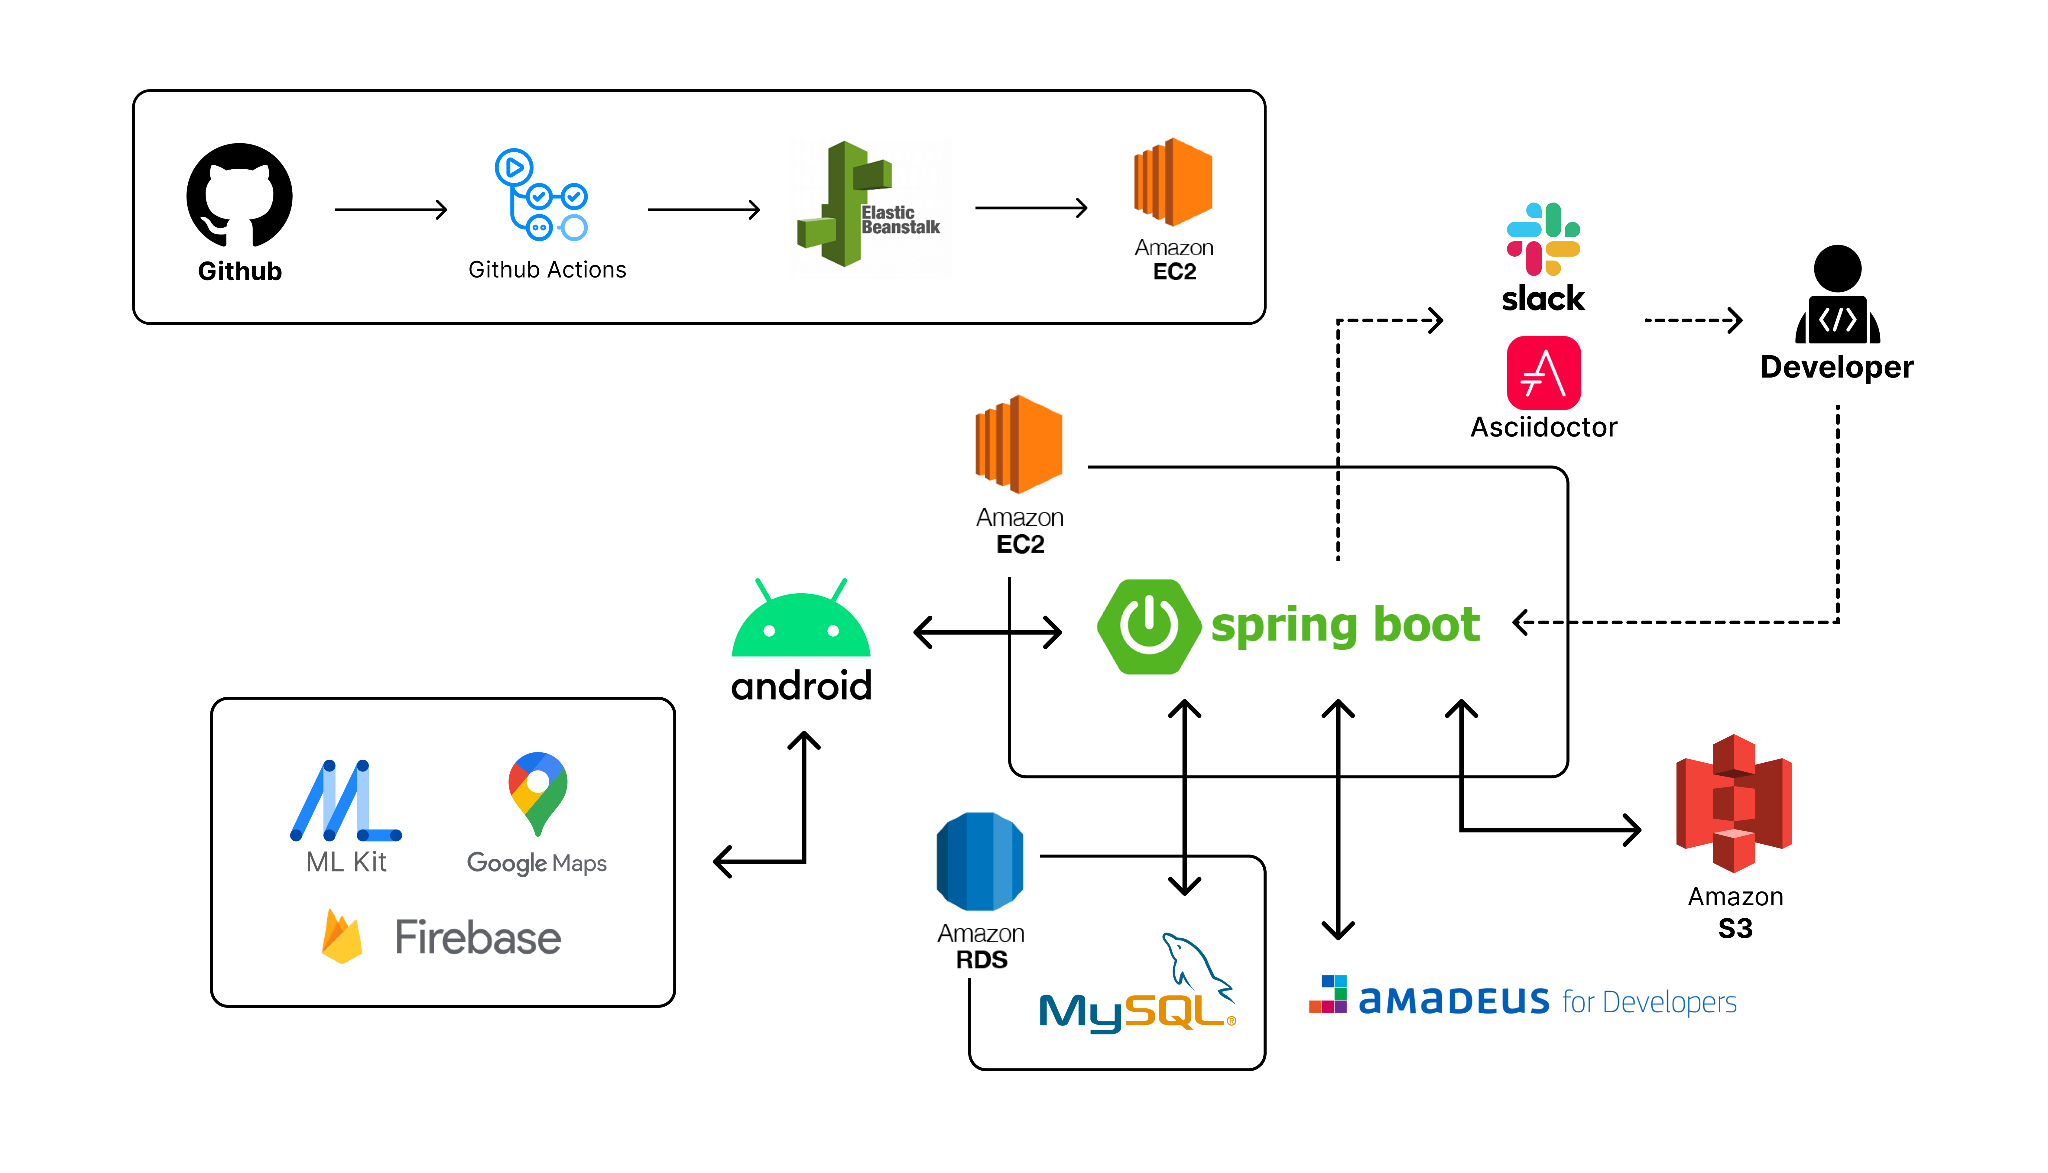 Github
Github Actions
Elastic
Beanstalk
Amazon
EC2
slack
Asciidoctor
</>
Developer
Amazon
EC2
spring boot
android
ML Kit
Google Maps
Firebase
Amazon
RDS
MySQL®
Amazon
S3
amadeus for Developers